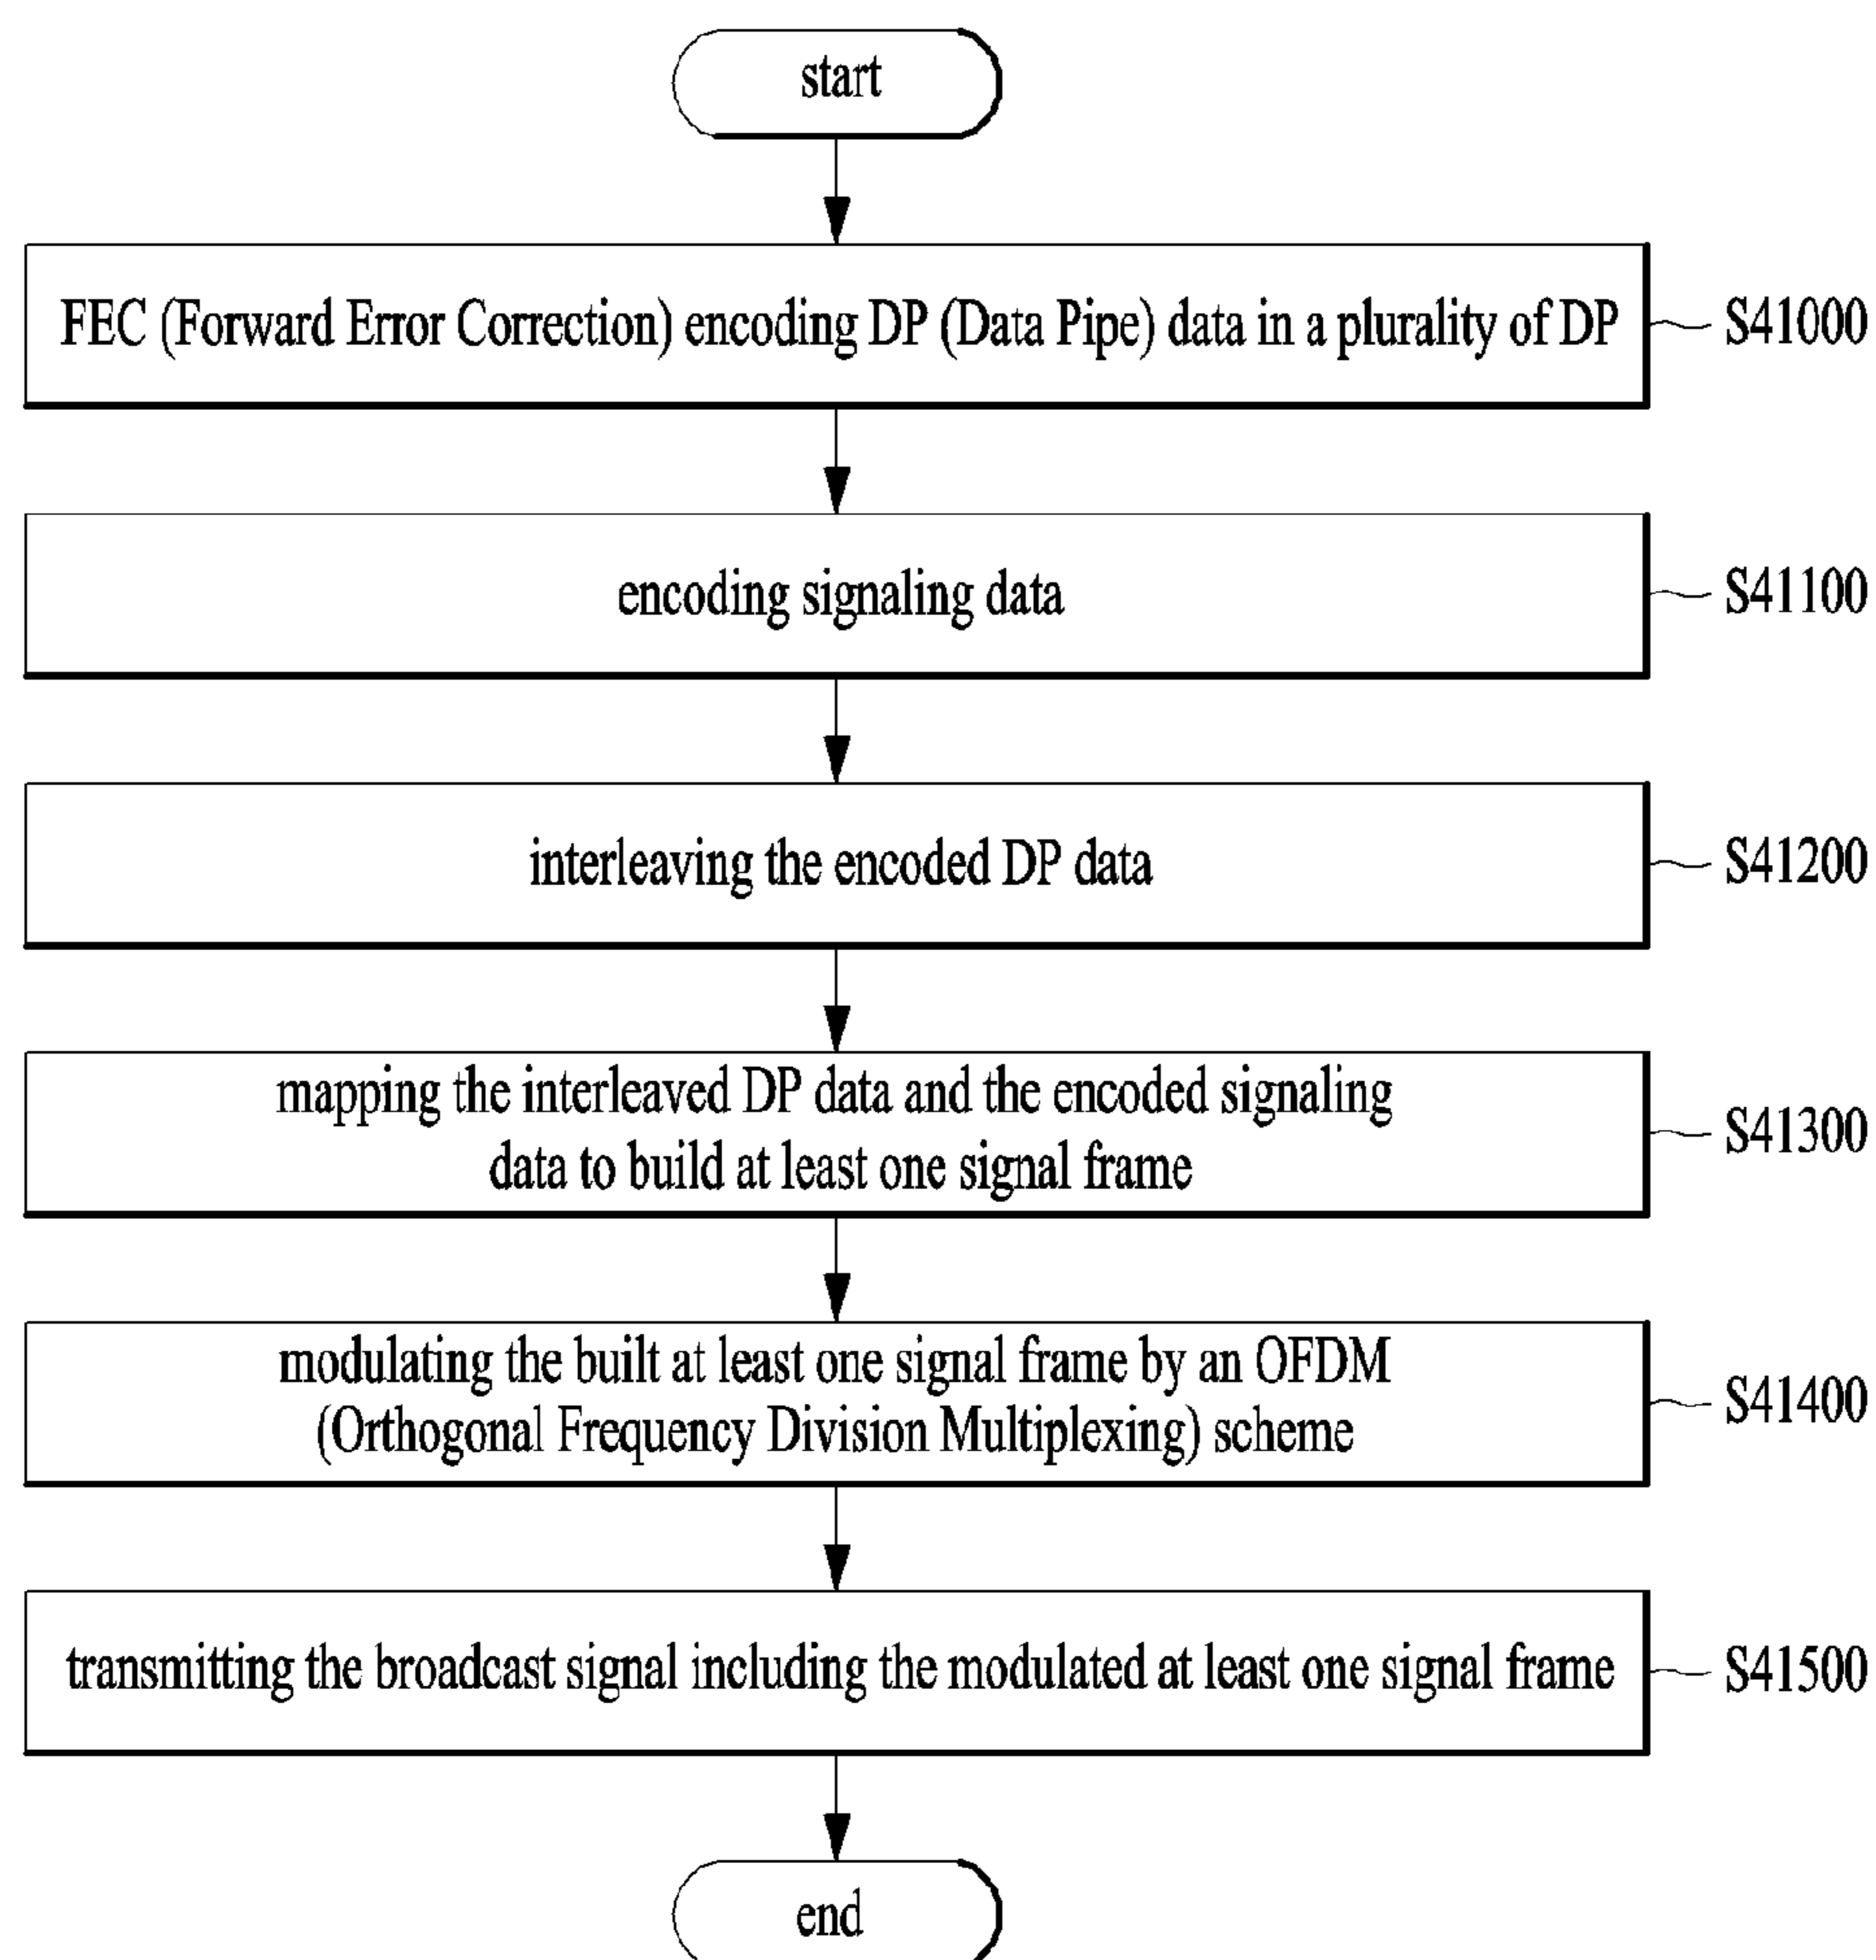 start
FEC (Forward Error Correction) encoding DP (Data Pipe) data in a plurality of DP
S41000
encoding signaling data
S41100
interleaving the encoded DP data
S41200
mapping the interleaved DP data and the encoded signaling
data to build at least one signal frame
S41300
modulating the built at least one signal frame by an OFDM
(Orthogonal Frequency Division Multiplexing) scheme
S41400
transmitting the broadcast signal including the modulated at least one signal frame
S41500
end